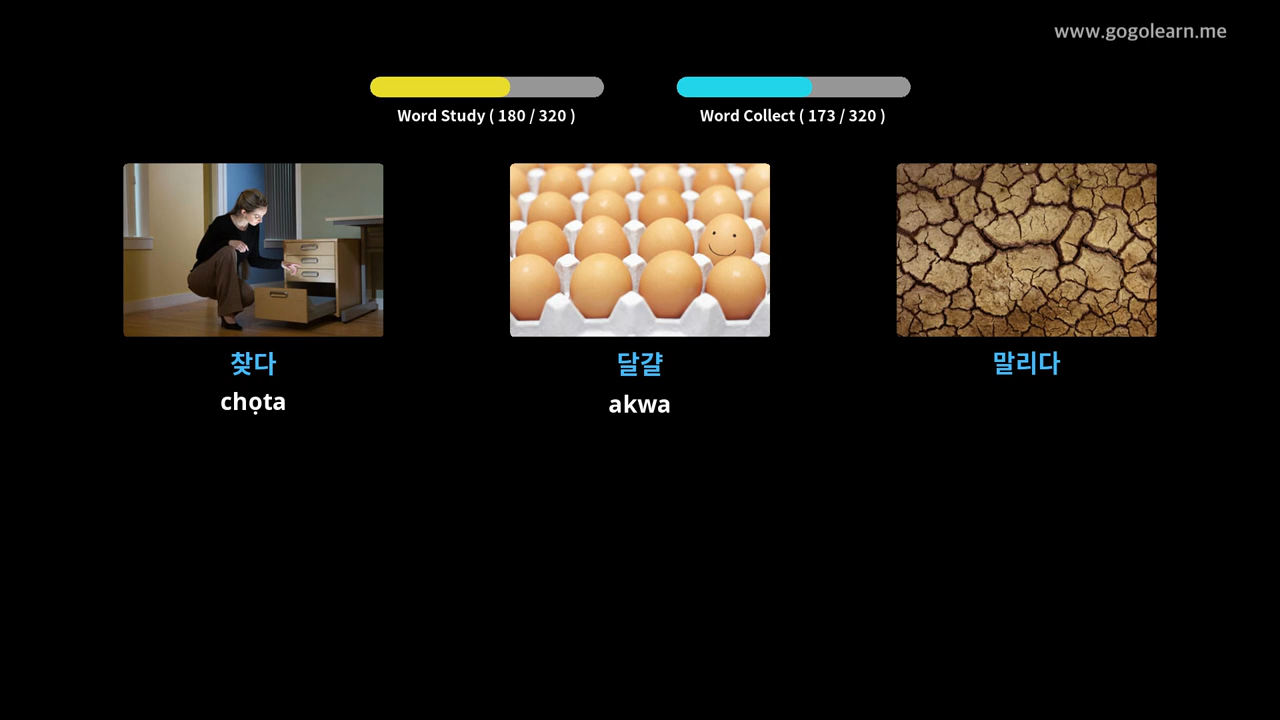 www.gogolearn.me
Word Study ( 180 / 320 )
Word Collect ( 173 / 320 )
찾다
chọta
달걀
akwa
말리다